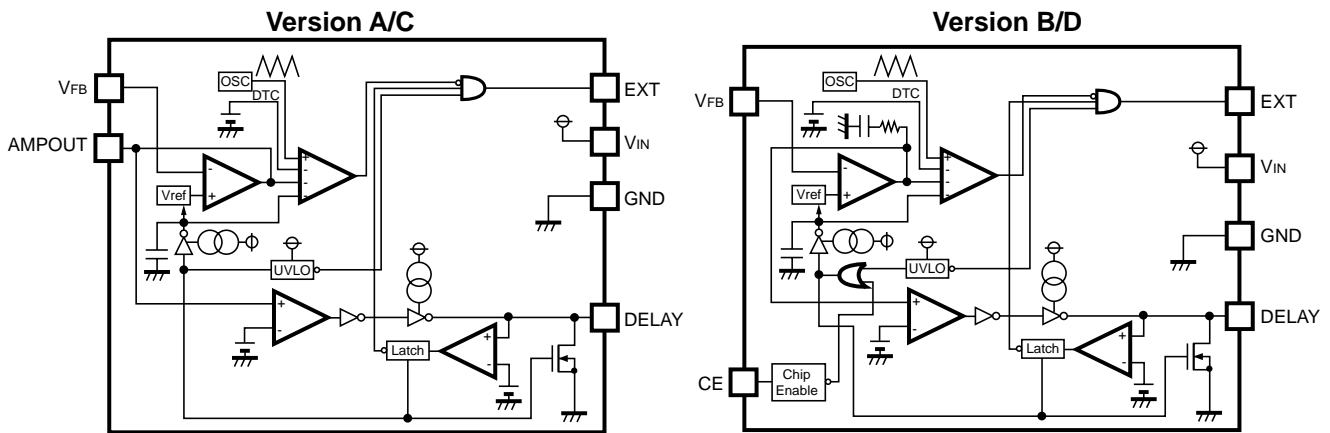 Version A/C
OSC
DTC
VFB
AMPOUT
Vref
UVLO
Latch
EXT
VIN
GND
DELAY
+
-
-
-
-
+
+
-
+
-
Version B/D
OSC
DTC
VFB
Vref
UVLO
Latch
CE
Chip
Enable
EXT
VIN
GND
DELAY
+
-
-
-
-
+
+
-
+
-